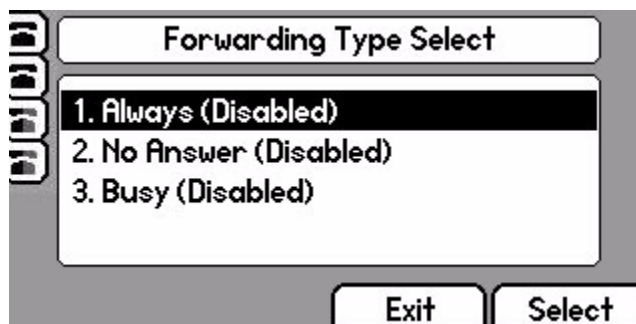 Forwarding Type Select
1. Always (Disabled)
2. No Answer (Disabled)
3. Busy (Disabled)
Exit Select